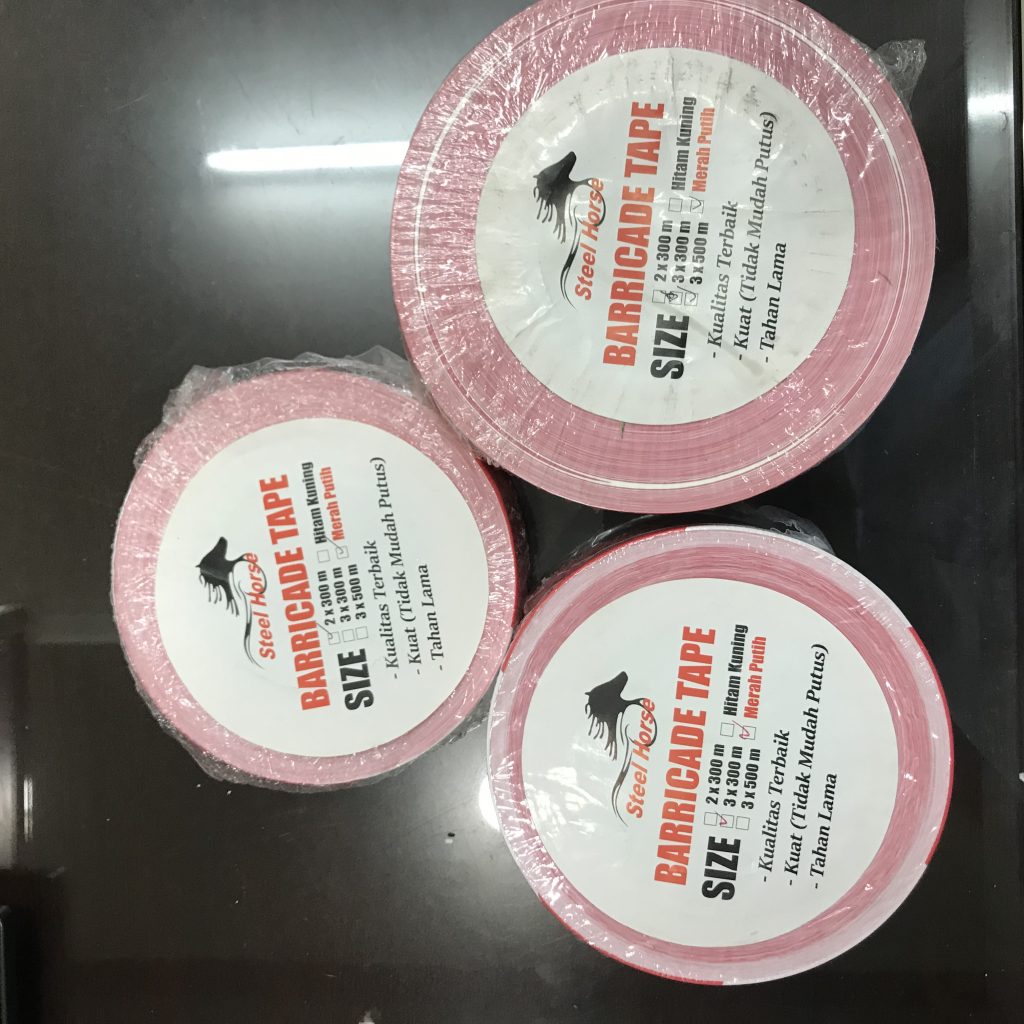 Steel Horse
BARRICADE TAPE
SIZE
2 x 300 m
3 x 300 m
3 x 500 m
Hitam Kuning
Merah Putih
- Kualitas Terbaik
- Kuat (Tidak Mudah Putus)
- Tahan Lama
Steel Horse
BARRICADE TAPE
SIZE
2 x 300 m
3 x 300 m
3 x 500 m
Hitam Kuning
Merah Putih
- Kualitas Terbaik
- Kuat (Tidak Mudah Putus)
- Tahan Lama
Steel Horse
BARRICADE TAPE
SIZE
2 x 300 m
3 x 300 m
3 x 500 m
Hitam Kuning
Merah Putih
- Kualitas Terbaik
- Kuat (Tidak Mudah Putus)
- Tahan Lama